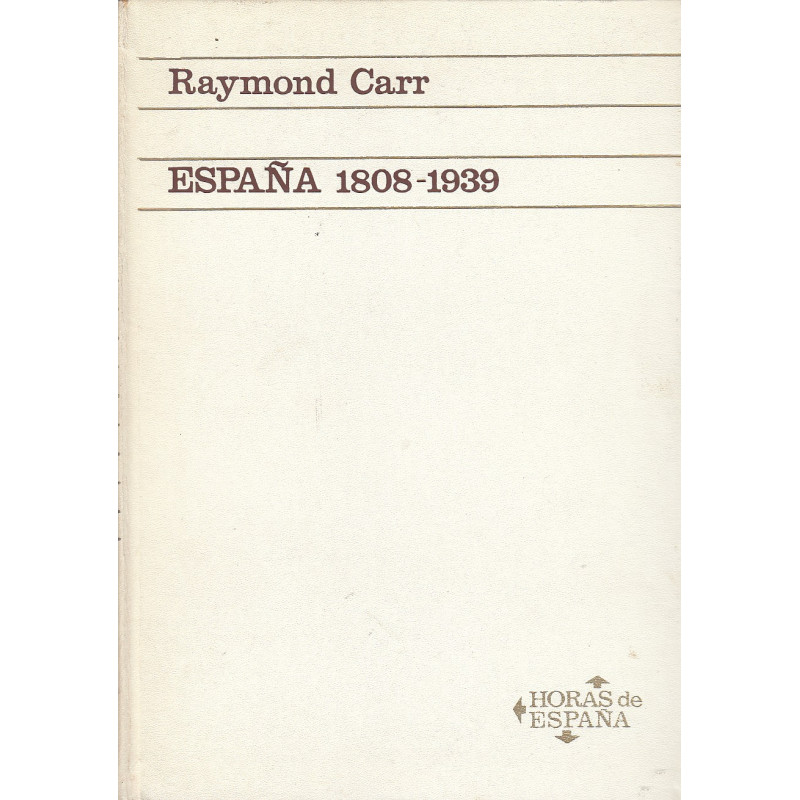 Raymond Carr
ESPAÑA 1808-1939
HORAS de
ESPAÑA